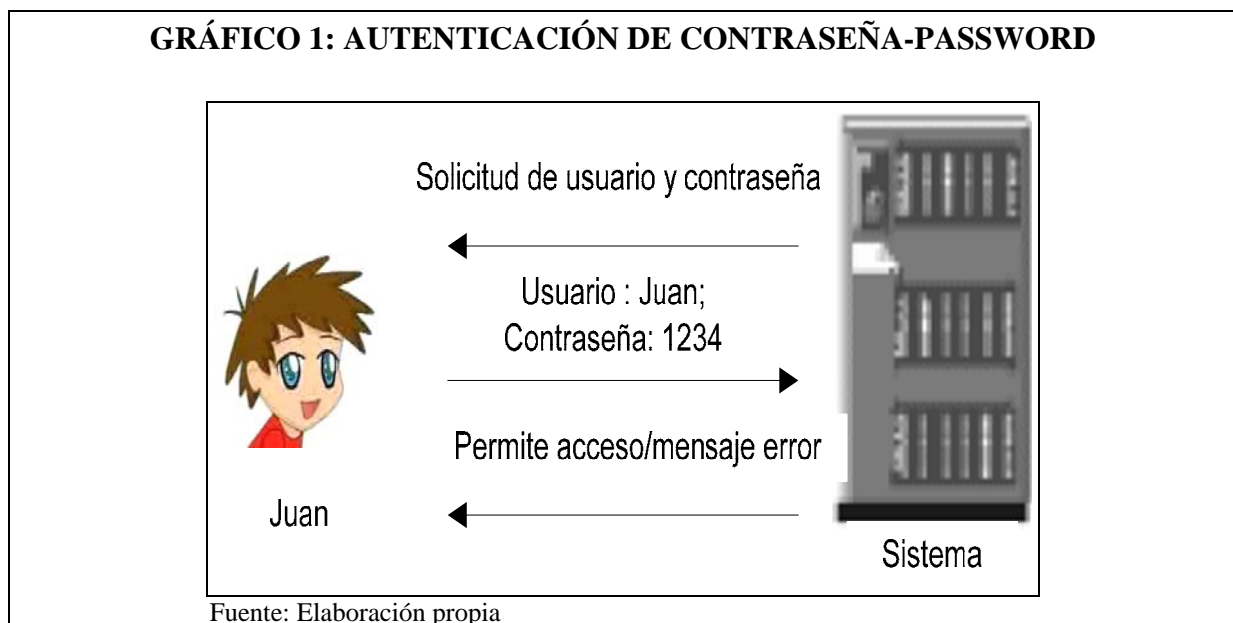 GRÁFICO 1: AUTENTICACIÓN DE CONTRASEÑA-PASSWORD
Solicitud de usuario y contraseña
Usuario : Juan;
Contraseña: 1234
Permite acceso/mensaje error
Juan
Sistema
Fuente: Elaboración propia